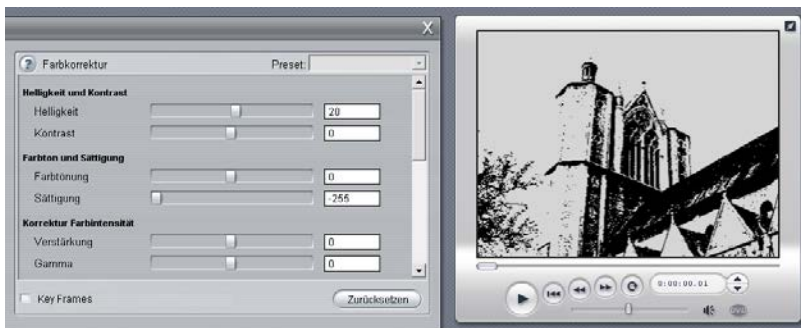 X
? Farbkorrektur Preset:
Helligkeit und Kontrast
Helligkeit 20
Kontrast 0
Farbton und Sättigung
Farbtönung 0
Sättigung -255
Korrektur Farbintensität
Verstärkung 0
Gamma 0
Key Frames Zurücksetzen
0:00:00.01
DVD